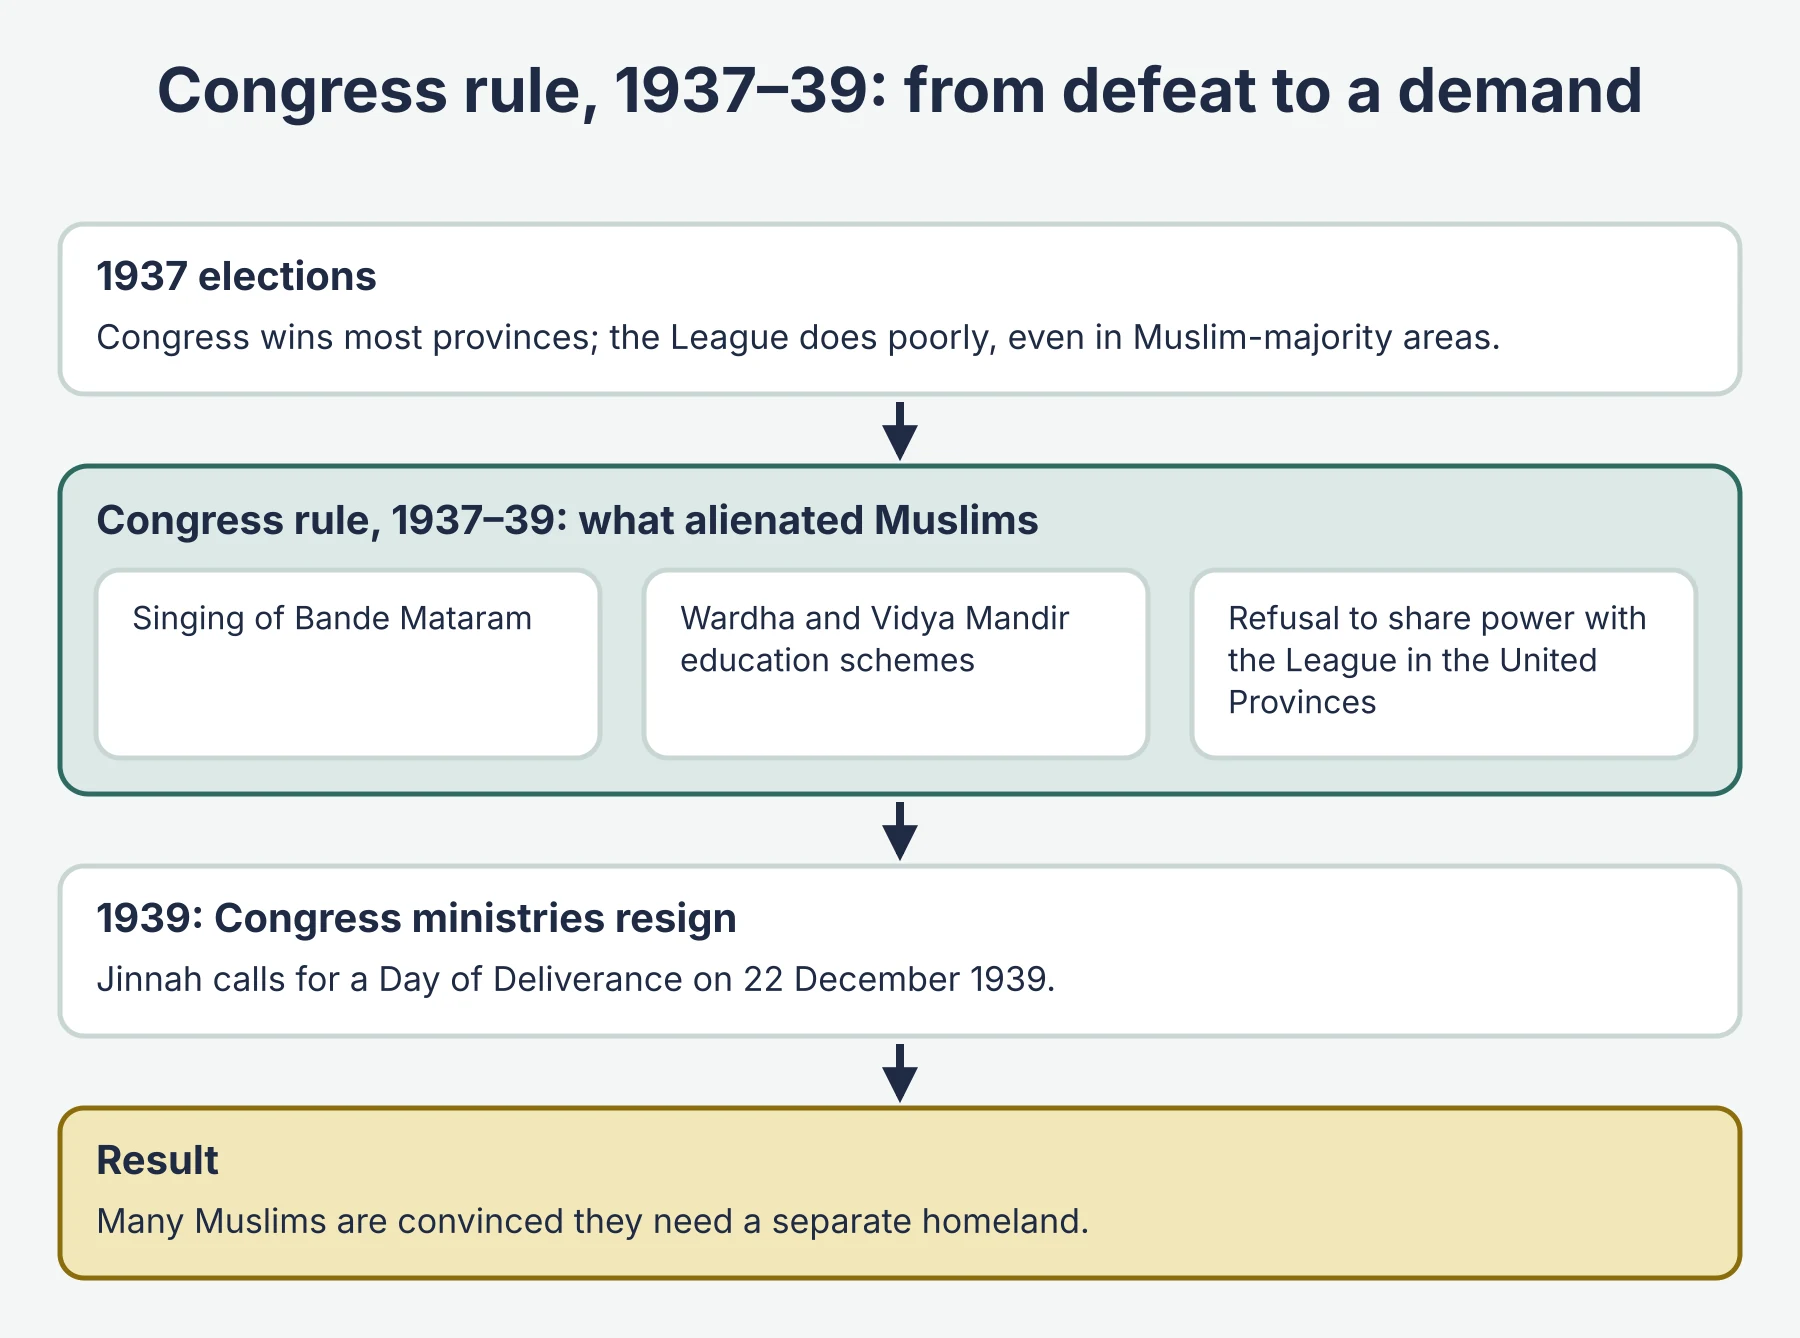 Congress rule, 1937–39: from defeat to a demand
1937 elections
Congress wins most provinces; the League does poorly, even in Muslim-majority areas.
Congress rule, 1937–39: what alienated Muslims
Singing of Bande Mataram
Wardha and Vidya Mandir
education schemes
Refusal to share power with
the League in the United
Provinces
1939: Congress ministries resign
Jinnah calls for a Day of Deliverance on 22 December 1939.
Result
Many Muslims are convinced they need a separate homeland.